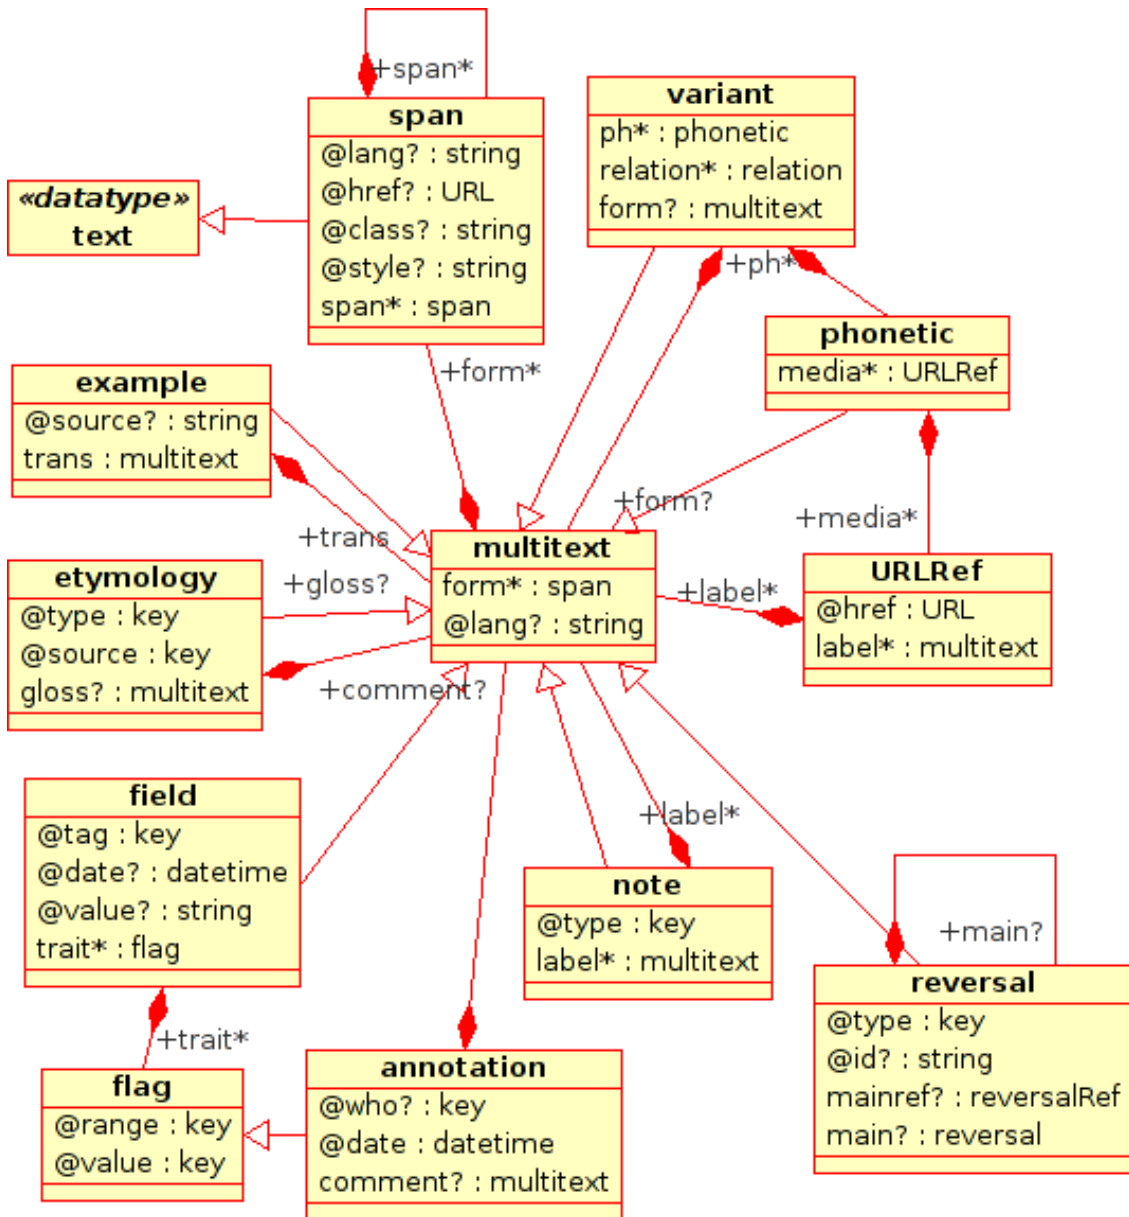 +span*
span
@lang? : string
@href? : URL
@class? : string
@style? : string
span* : span
variant
ph* : phonetic
relation* : relation
form? : multitext
«datatype»
text
+ph*
phonetic
media* : URLRef
+form*
example
@source? : string
trans : multitext
+form?
+media*
+trans
multitext
form* : span
@lang? : string
etymology
@type : key
@source : key
gloss? : multitext
+gloss?
+label*
URLRef
@href : URL
label* : multitext
+comment?
field
@tag : key
@date? : datetime
@value? : string
trait* : flag
+label*
note
@type : key
label* : multitext
+main?
reversal
@type : key
@id? : string
mainref? : reversalRef
main? : reversal
+trait*
flag
@range : key
@value : key
annotation
@who? : key
@date : datetime
comment? : multitext